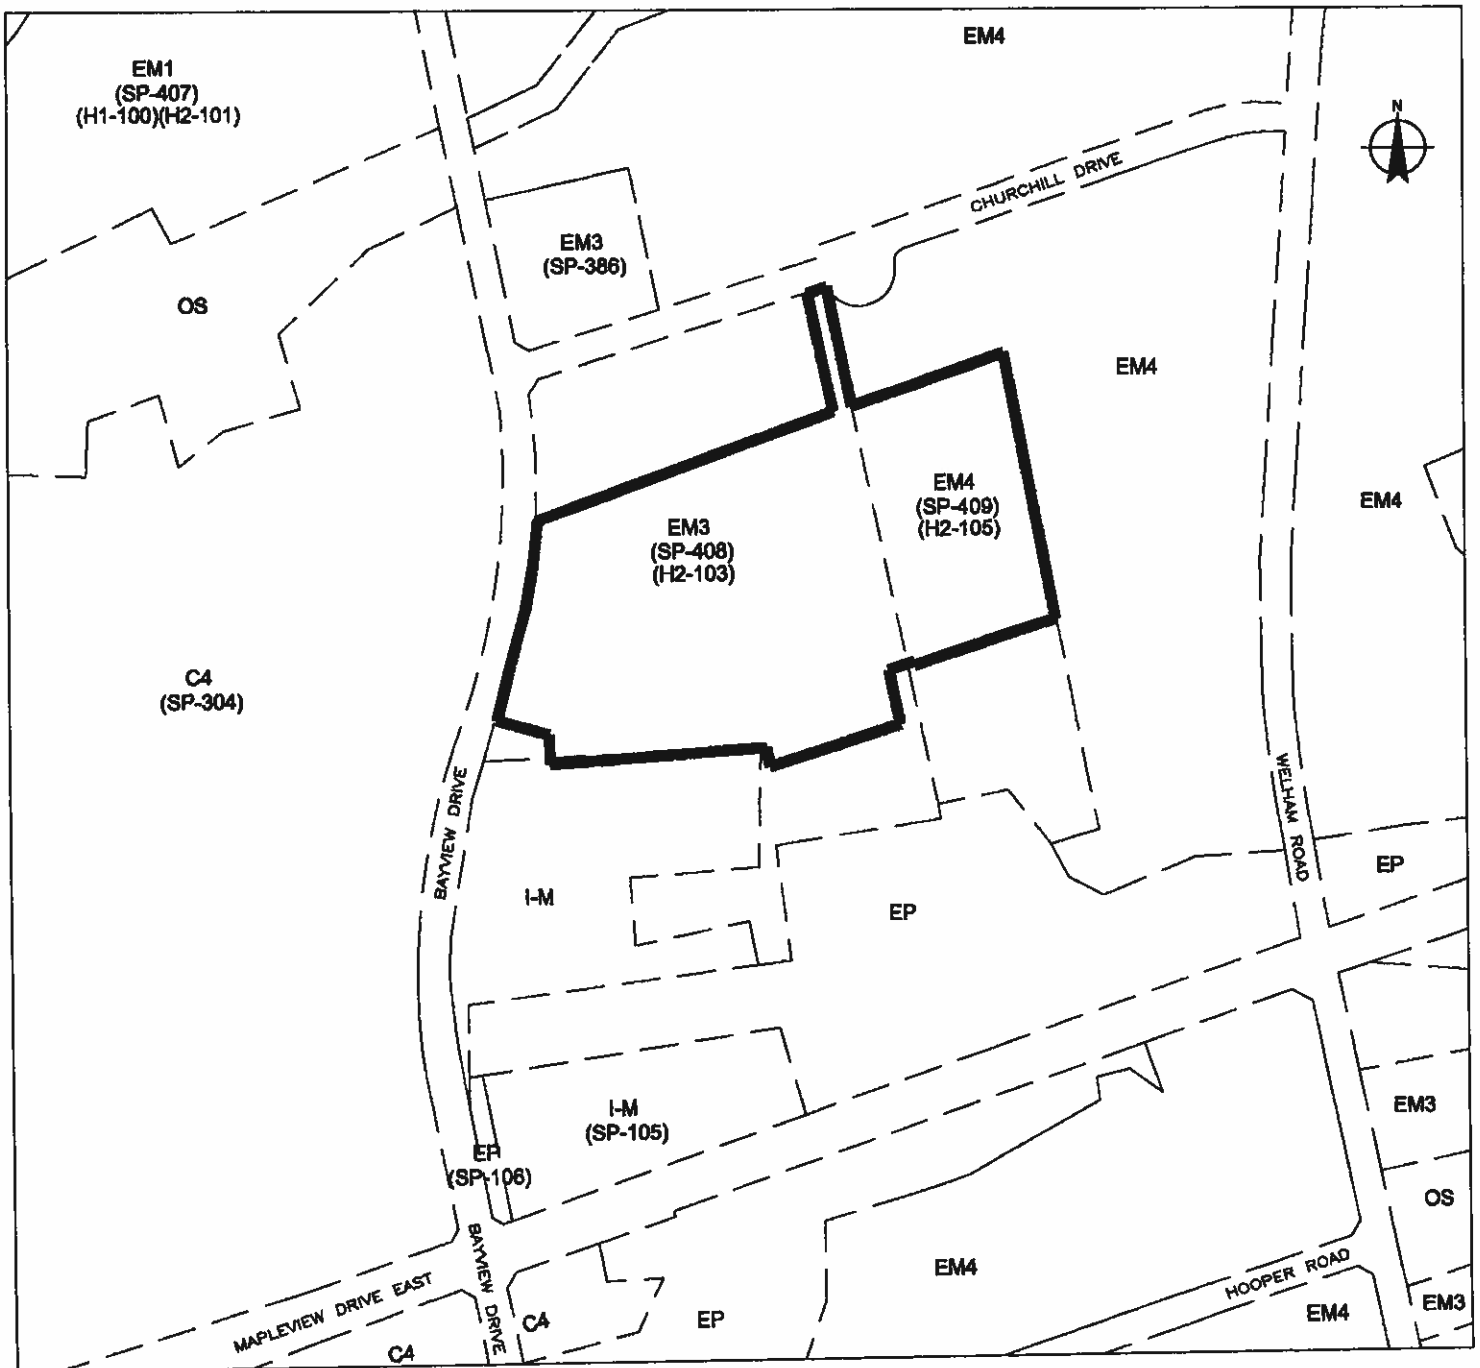 EM4
EM1
(SP-407)
(H1-100)(H2-101)
N
CHURCHILL DRIVE
EM3
(SP-386)
OS
EM4
EM4
(SP-409)
(H2-105)
EM4
EM3
(SP-408)
(H2-103)
C4
(SP-304)
BAYVIEW DRIVE
WELHAM ROAD
EP
I-M
EP
I-M
(SP-105)
EM3
EP
(SP-106)
OS
BAYVIEW DRIVE
EM4
HOOPER ROAD
MAPLEVIEW DRIVE EAST
EM3
EM4
C4
EP
C4